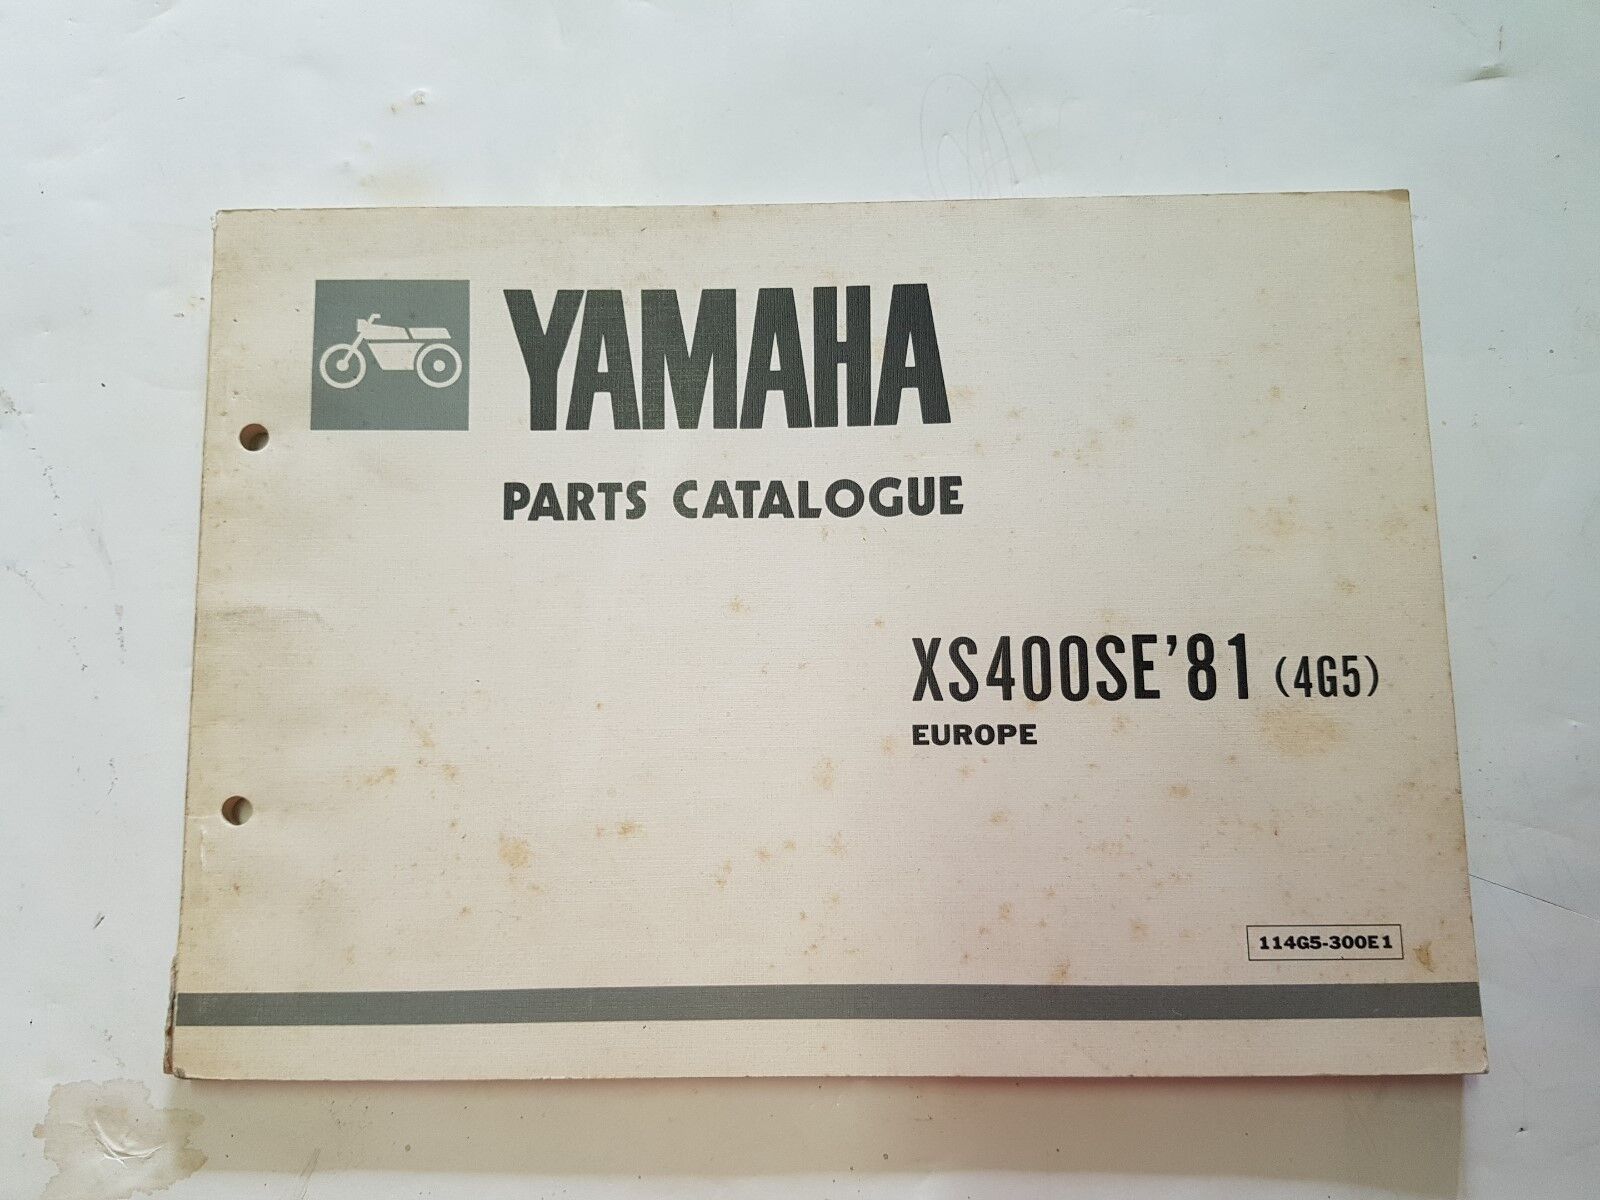 YAMAHA
PARTS CATALOGUE
XS400SE'81 (4G5)
EUROPE
114G5-300E1